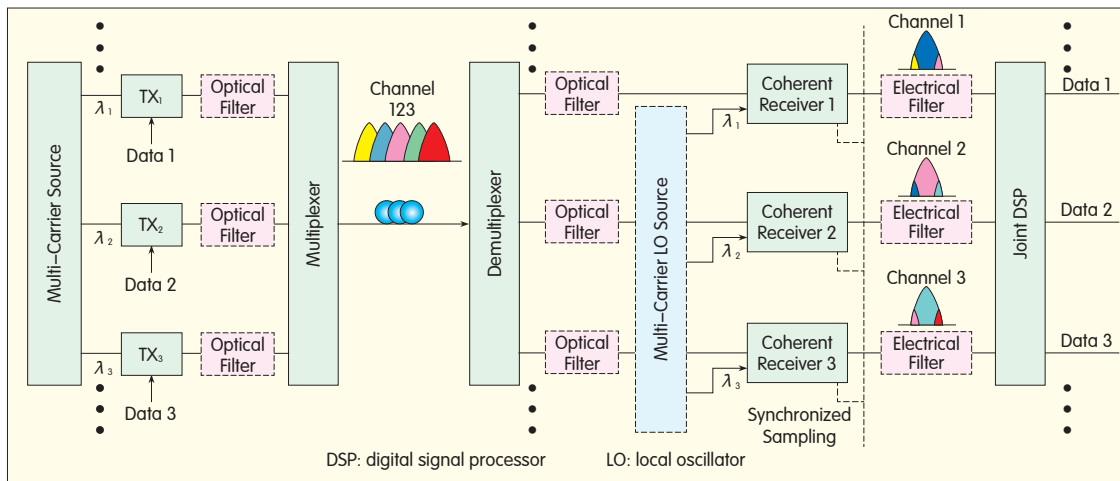 Multi-Carrier Source
λ1
TX1
Data 1
Optical
Filter
λ2
TX2
Data 2
Optical
Filter
λ3
TX3
Data 3
Optical
Filter
Multiplexer
Channel
123
Demultiplexer
Optical
Filter
Optical
Filter
Optical
Filter
Multi-Carrier LO Source
λ1
Coherent
Receiver 1
λ2
Coherent
Receiver 2
λ3
Coherent
Receiver 3
Synchronized
Sampling
Channel 1
Electrical
Filter
Channel 2
Electrical
Filter
Channel 3
Electrical
Filter
Joint DSP
Data 1
Data 2
Data 3
DSP: digital signal processor
LO: local oscillator